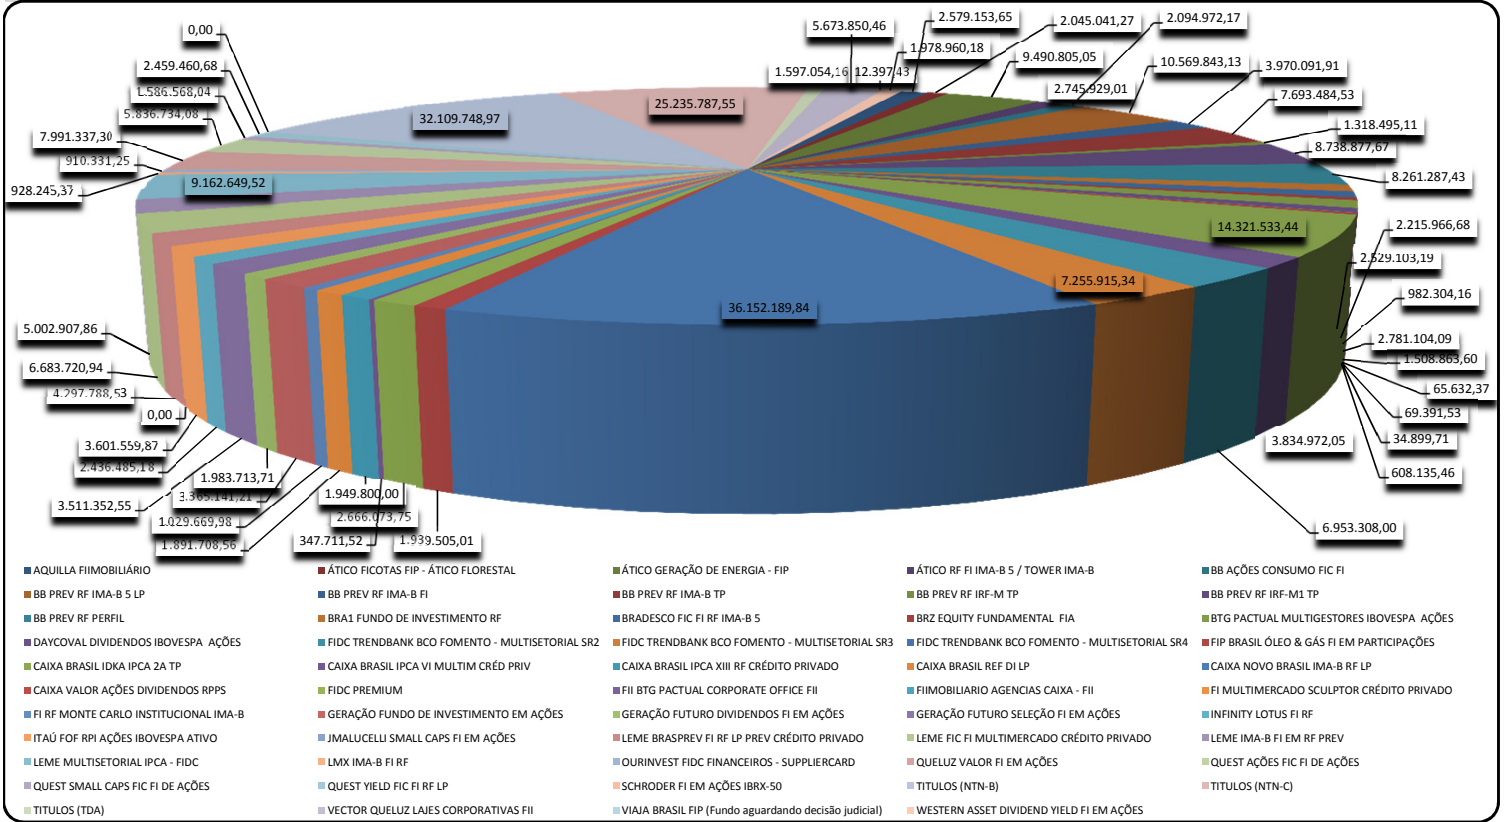 5.673.850,46
2.579.153,65
2.045.041,27
2.094.972,17
0,00
1.978.960,18
9.490.805,05
10.569.843,13
3.970.091,91
2.459.460,68
1.597.054,16
12.397,43
2.745.929,01
7.693.484,53
1.586.568,04
32.109.748,97
25.235.787,55
5.836.734,08
1.318.495,11
7.991.337,30
8.738.877,67
910.331,25
8.261.287,43
928.245,37
9.162.649,52
14.321.533,44
2.215.966,68
2.529.103,19
7.255.915,34
982.304,16
36.152.189,84
5.002.907,86
2.781.104,09
1.508.863,60
6.683.720,94
65.632,37
4.297.788,53
69.391,53
0,00
3.601.559,87
3.834.972,05
34.899,71
2.436.485,18
1.983.713,71
608.135,46
3.365.141,21
1.949.800,00
3.511.352,55
2.666.073,75
1.029.669,98
6.953.308,00
1.891.708,56
347.711,52
1.939.505,01
AQUILLA FIIMOBILIÁRIO
ÁTICO FICOTAS FIP - ÁTICO FLORESTAL
ÁTICO GERAÇÃO DE ENERGIA - FIP
ÁTICO RF FI IMA-B 5 / TOWER IMA-B
BB AÇÕES CONSUMO FIC FI
BB PREV RF IMA-B 5 LP
BB PREV RF IMA-B FI
BB PREV RF IMA-B TP
BB PREV RF IRF-M TP
BB PREV RF IRF-M1 TP
BB PREV RF PERFIL
BRA1 FUNDO DE INVESTIMENTO RF
BRADESCO FIC FI RF IMA-B 5
BRZ EQUITY FUNDAMENTAL FIA
BTG PACTUAL MULTIGESTORES IBOVESPA AÇÕES
DAYCOVAL DIVIDENDOS IBOVESPA AÇÕES
FIDC TRENDBANK BCO FOMENTO - MULTISETORIAL SR2
FIDC TRENDBANK BCO FOMENTO - MULTISETORIAL SR3
FIDC TRENDBANK BCO FOMENTO - MULTISETORIAL SR4
FIP BRASIL ÓLEO & GÁS FI EM PARTICIPAÇÕES
CAIXA BRASIL IDKA IPCA 2A TP
CAIXA BRASIL IPCA VI MULTIM CRÉD PRIV
CAIXA BRASIL IPCA XIII RF CRÉDITO PRIVADO
CAIXA BRASIL REF DI LP
CAIXA NOVO BRASIL IMA-B RF LP
CAIXA VALOR AÇÕES DIVIDENDOS RPPS
FIDC PREMIUM
FII BTG PACTUAL CORPORATE OFFICE FII
FIIMOBILIARIO AGENCIAS CAIXA - FII
FI MULTIMERCADO SCULPTOR CRÉDITO PRIVADO
FI RF MONTE CARLO INSTITUCIONAL IMA-B
GERAÇÃO FUNDO DE INVESTIMENTO EM AÇÕES
GERAÇÃO FUTURO DIVIDENDOS FI EM AÇÕES
GERAÇÃO FUTURO SELEÇÃO FI EM AÇÕES
INFINITY LOTUS FI RF
ITAÚ FOF RPI AÇÕES IBOVESPA ATIVO
JMALUCELLI SMALL CAPS FI EM AÇÕES
LEME BRASPREV FI RF LP PREV CRÉDITO PRIVADO
LEME FIC FI MULTIMERCADO CRÉDITO PRIVADO
LEME IMA-B FI EM RF PREV
LEME MULTISETORIAL IPCA - FIDC
LMX IMA-B FI RF
OURINVEST FIDC FINANCEIROS - SUPPLIERCARD
QUELUZ VALOR FI EM AÇÕES
QUEST AÇÕES FIC FI DE AÇÕES
QUEST SMALL CAPS FIC FI DE AÇÕES
QUEST YIELD FIC FI RF LP
SCHRODER FI EM AÇÕES IBRX-50
TITULOS (NTN-B)
TITULOS (NTN-C)
TITULOS (TDA)
VECTOR QUELUZ LAJES CORPORATIVAS FII
VIAJA BRASIL FIP (Fundo aguardando decisão judicial)
WESTERN ASSET DIVIDEND YIELD FI EM AÇÕES